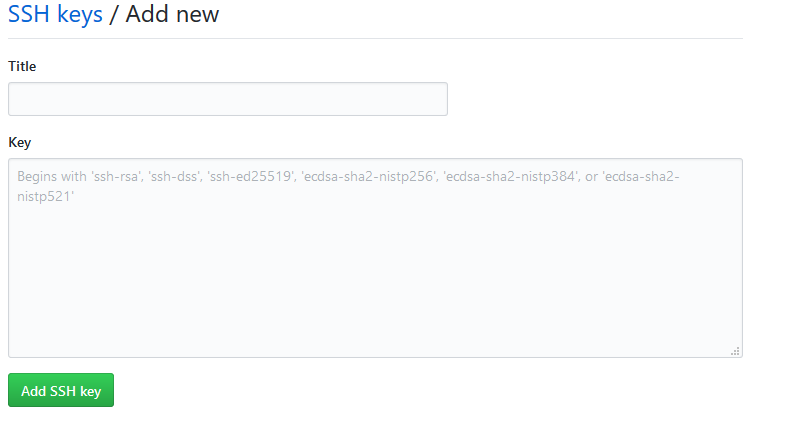 SSH keys / Add new
Title
Key
Begins with 'ssh-rsa', 'ssh-dss', 'ssh-ed25519', 'ecdsa-sha2-nistp256', 'ecdsa-sha2-nistp384', or 'ecdsa-sha2-
nistp521'
Add SSH key